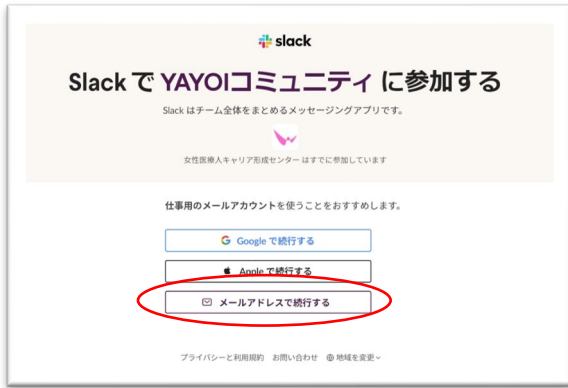 slack
Slack で YAYOIコミュニティ に参加する
Slack はチーム全体をまとめるメッセージングアプリです。
女性医療人キャリア形成センター はすでに参加しています
仕事用のメールアカウントを使うことをおすすめします。
Google で続行する
Apple で続行する
メールアドレスで続行する
プライバシーと利用規約 お問い合わせ 地域を変更